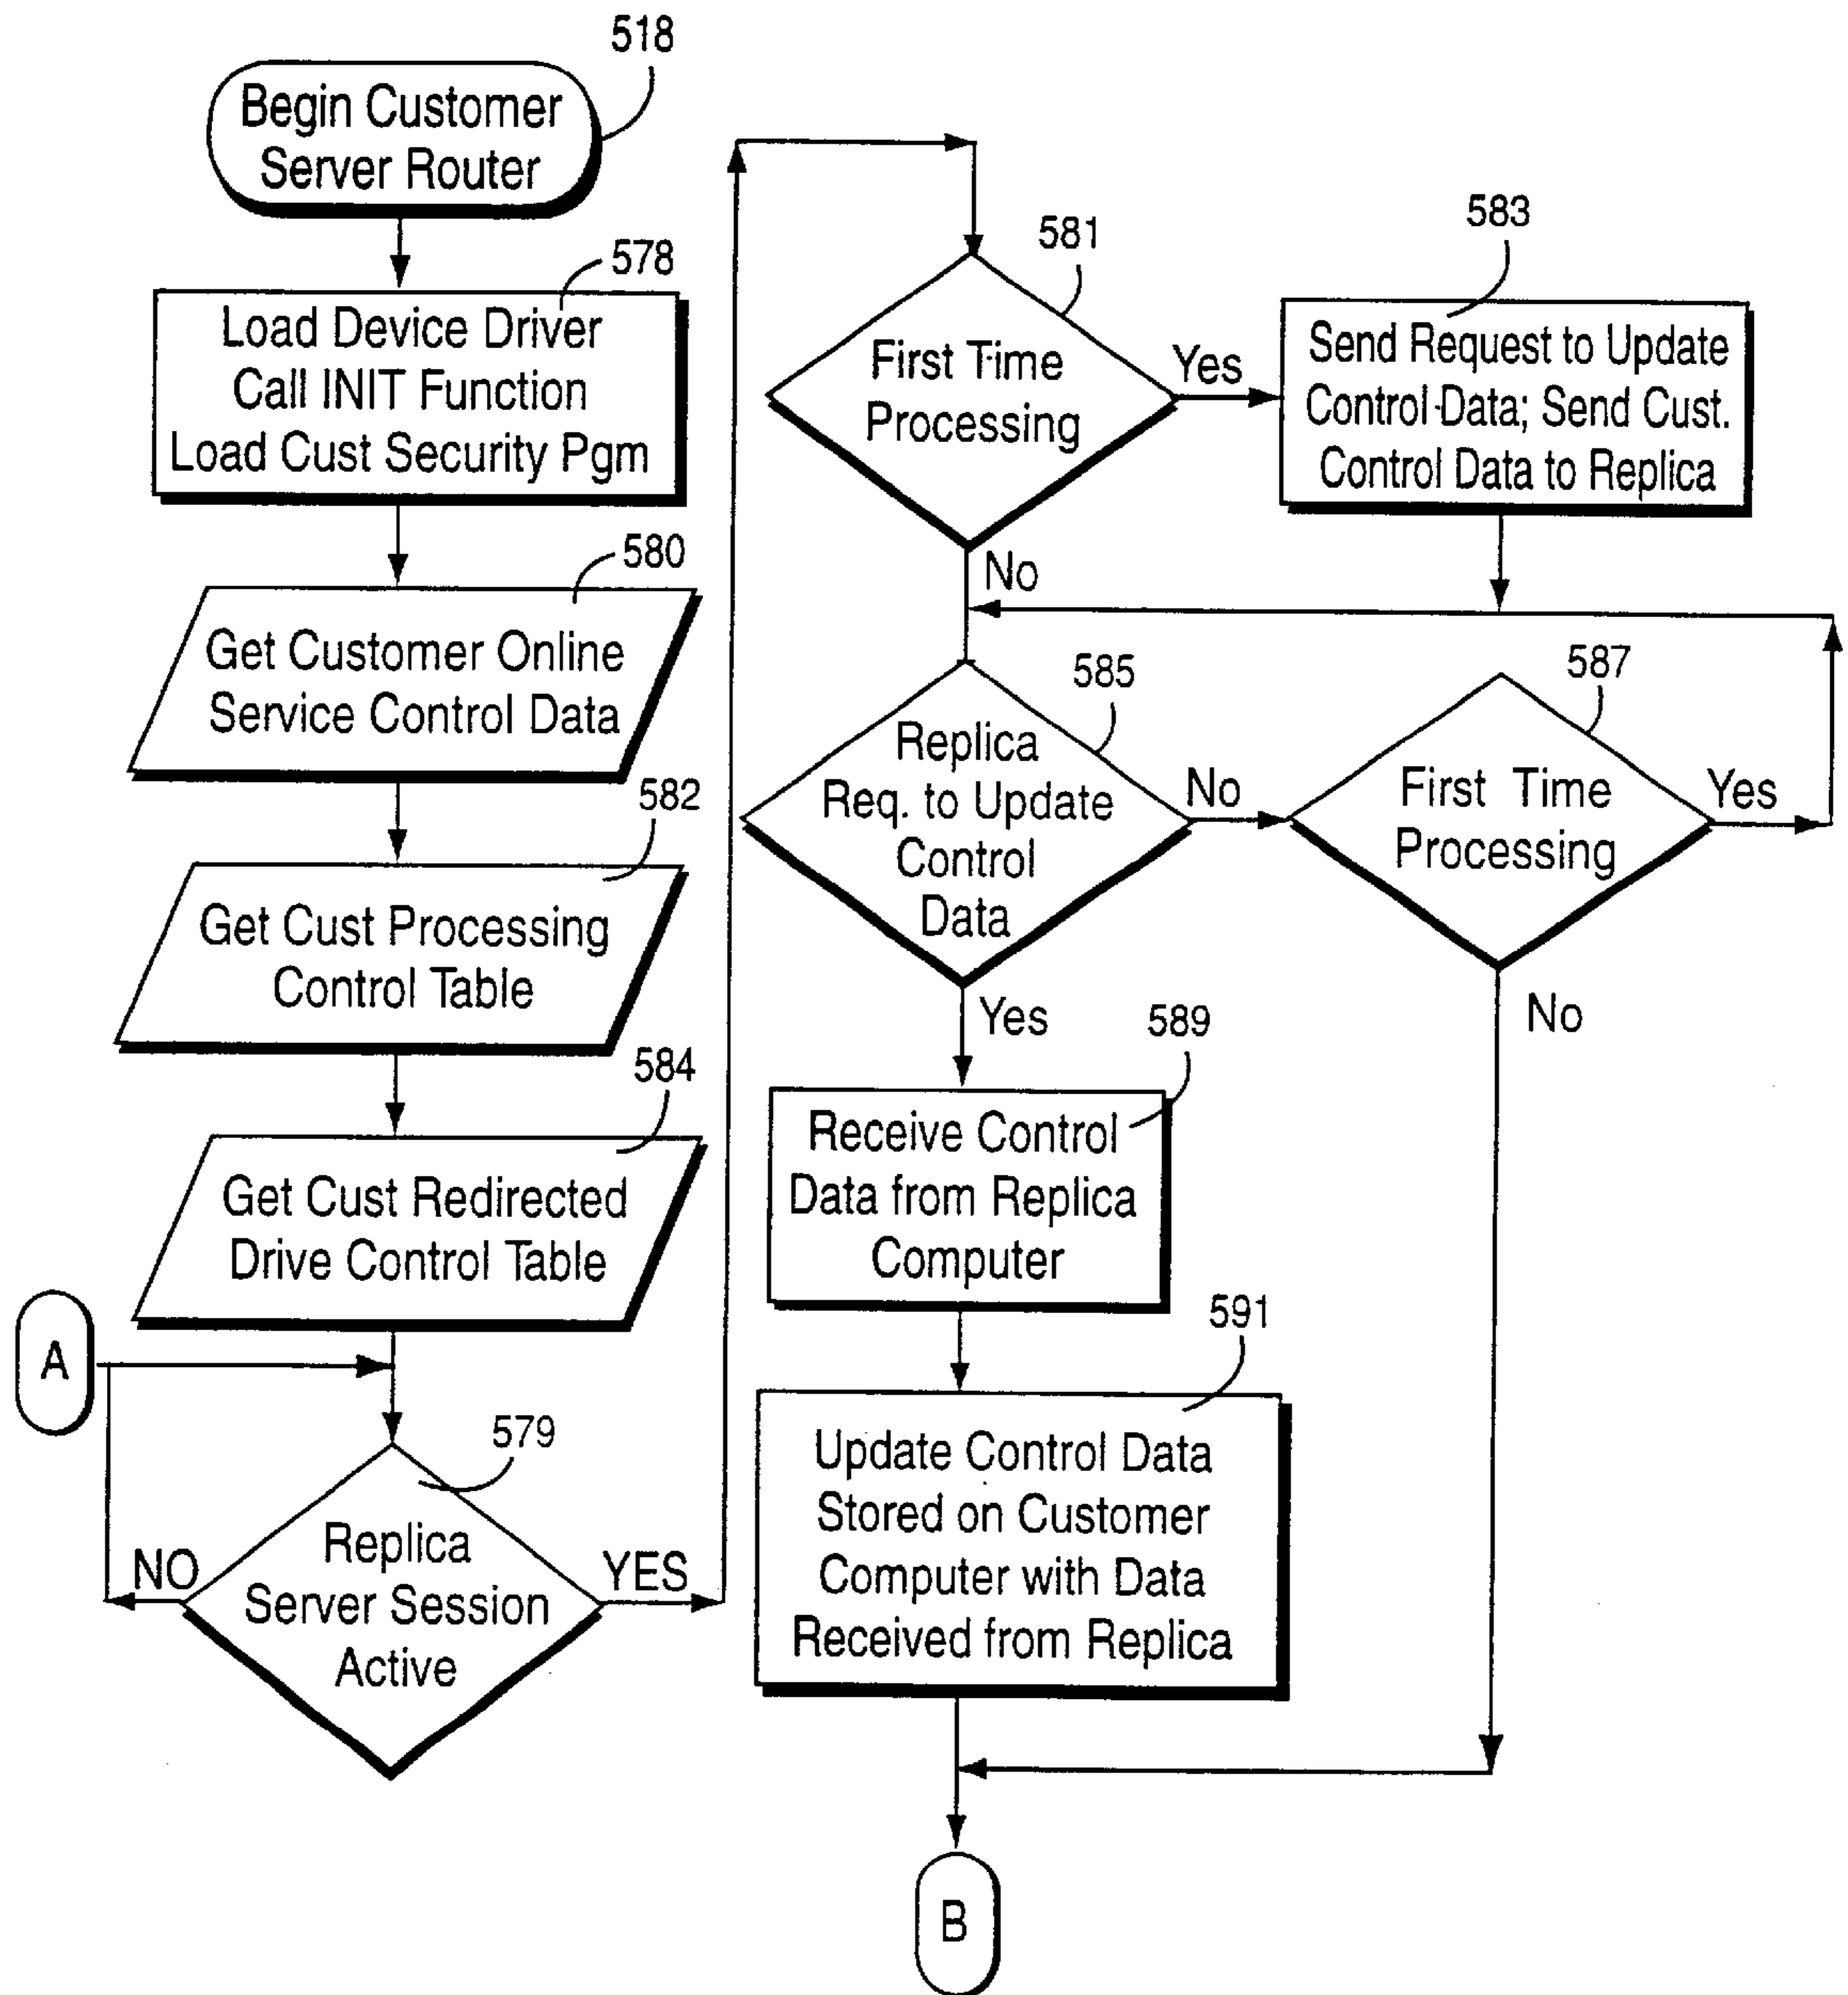 518
Begin Customer
Server Router
578
Load Device Driver
Call INIT Function
Load Cust Security Pgm
580
Get Customer Online
Service Control Data
582
Get Cust Processing
Control Table
584
Get Cust Redirected
Drive Control Table
A
579
Replica
Server Session
Active
NO
YES
581
First Time
Processing
Yes
No
583
Send Request to Update
Control Data; Send Cust.
Control Data to Replica
585
Replica
Req. to Update
Control
Data
No
Yes
587
First Time
Processing
Yes
No
589
Receive Control
Data from Replica
Computer
591
Update Control Data
Stored on Customer
Computer with Data
Received from Replica
B